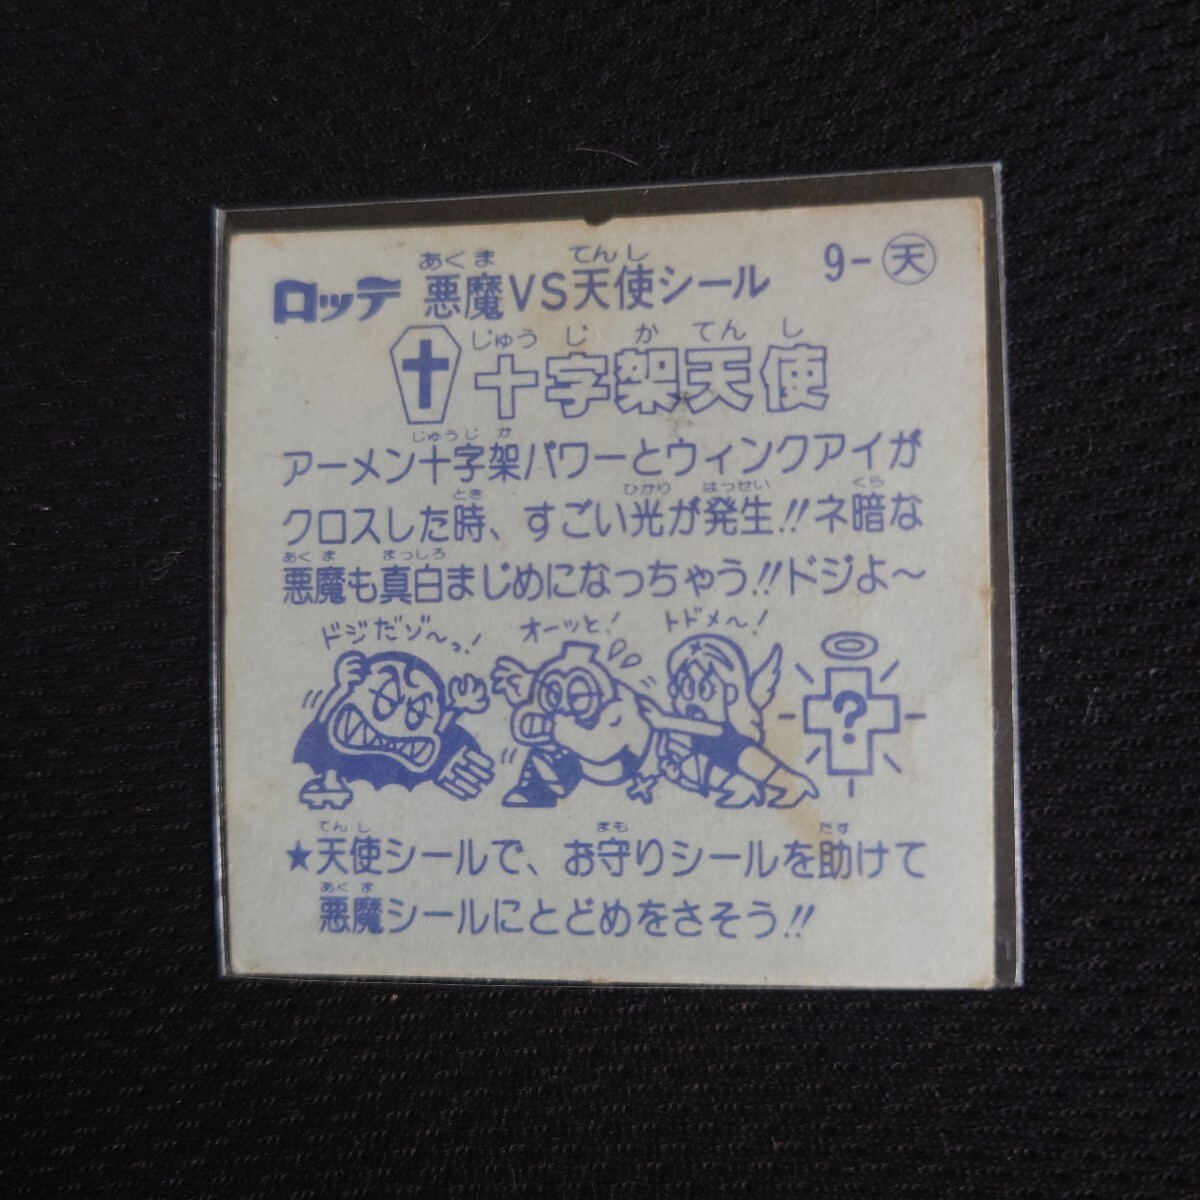 あくま てんし
ロッテ 悪魔VS天使シール 9-天
じゅうじかてんし
十字架天使
じゅうじか
アーメン十字架パワーとウィンクアイが
とき ひかり はっせい くら
クロスした時、すごい光が発生!!ネ暗な
あくま まっしろ
悪魔も真白まじめになっちゃう!!ドジよ〜
ドジだゾ〜っ! オーッと! トドメ〜!
?
てんし まも たす
★天使シールで、お守りシールを助けて
あくま
悪魔シールにとどめをさそう!!